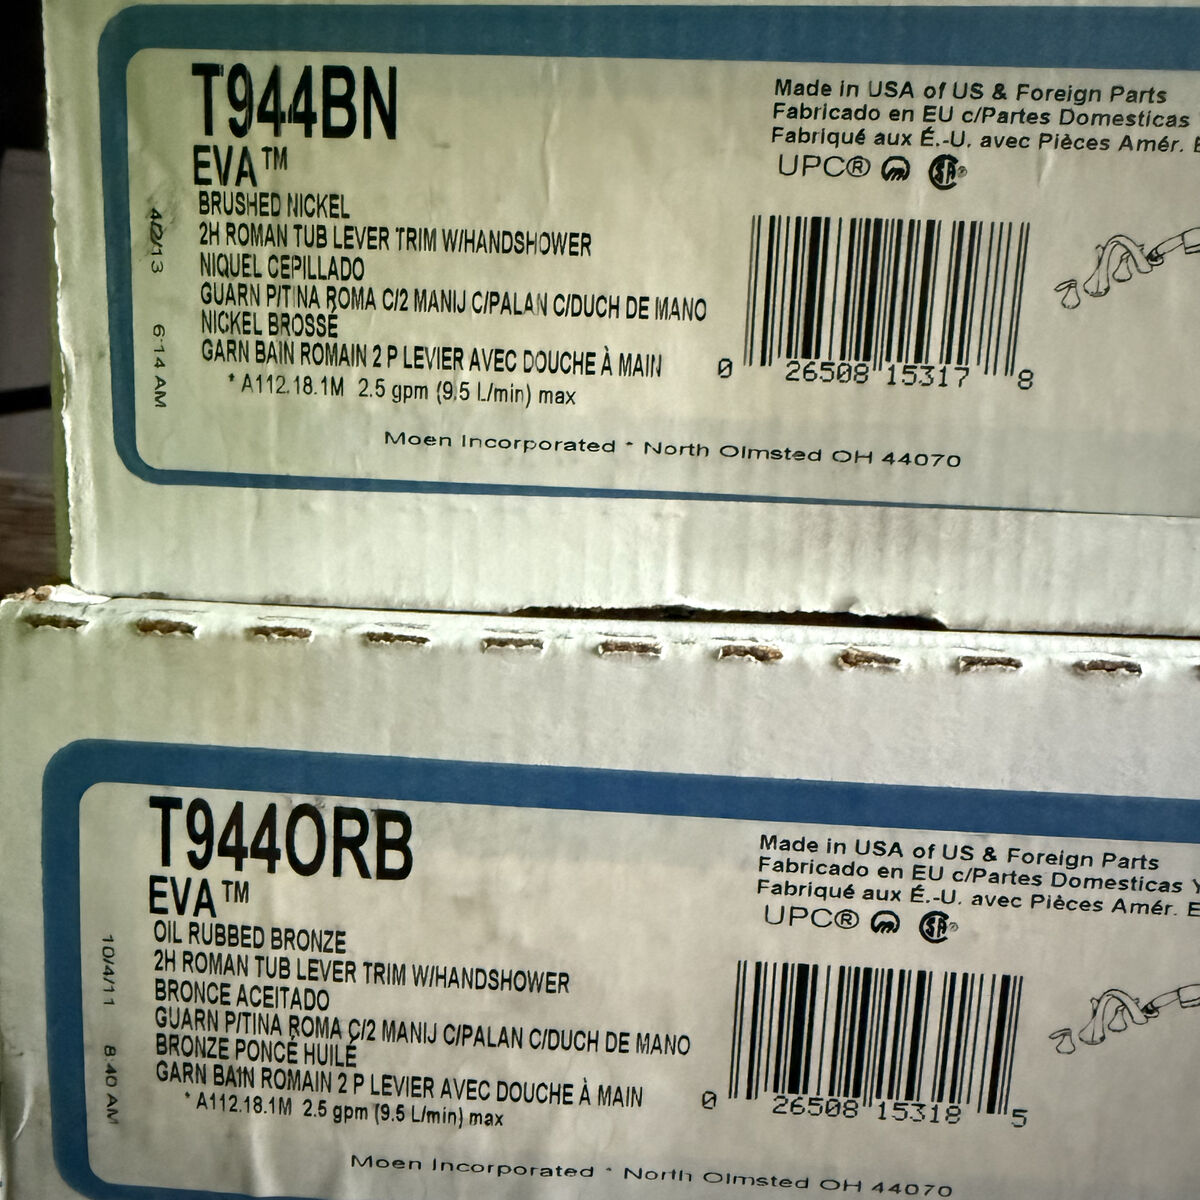 T944BN
EVA™
BRUSHED NICKEL
2H ROMAN TUB LEVER TRIM W/HANDSHOWER
NIQUEL CEPILLADO
GUARN P/TINA ROMA C/2 MANIJ C/PALAN C/DUCH DE MANO
NICKEL BROSSÉ
GARN BAIN ROMAIN 2 P LEVIER AVEC DOUCHE À MAIN
* A112.18.1M 2.5 gpm (9.5 L/min) max
4/2/13 6:14 AM
Made in USA of US & Foreign Parts
Fabricado en EU c/Partes Domesticas
Fabriqué aux É.-U. avec Pièces Amér. E
UPC®
0 26508 15317 8
Moen Incorporated * North Olmsted OH 44070
T944ORB
EVA™
OIL RUBBED BRONZE
2H ROMAN TUB LEVER TRIM W/HANDSHOWER
BRONCE ACEITADO
GUARN P/TINA ROMA C/2 MANIJ C/PALAN C/DUCH DE MANO
BRONZE PONCÉ HUILÉ
GARN BAIN ROMAIN 2 P LEVIER AVEC DOUCHE À MAIN
* A112.18.1M 2.5 gpm (9.5 L/min) max
10/4/11 8:40 AM
Made in USA of US & Foreign Parts
Fabricado en EU c/Partes Domesticas Y
Fabriqué aux É.-U. avec Pièces Amér. E
UPC®
0 26508 15318 5
Moen Incorporated * North Olmsted OH 44070